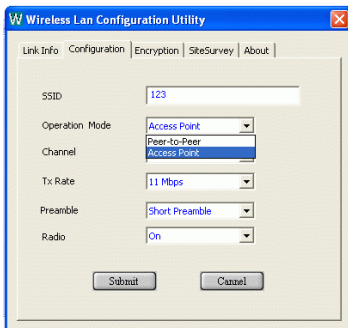 Wireless Lan Configuration Utility
Link Info Configuration Encryption SiteSurvey About
SSID 123
Operation Mode Access Point
Peer-to-Peer
Channel Access Point
Tx Rate 11 Mbps
Preamble Short Preamble
Radio On
Submit Cannel